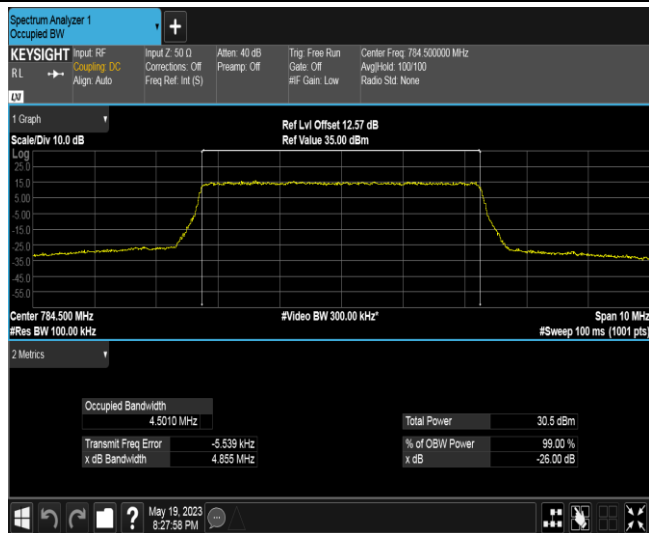 Spectrum Analyzer 1
Occupied BW
+
KEYSIGHT
RL
Input: RF
Coupling: DC
Align: Auto
Input Z: 50 Ω
Corrections: Off
Freq Ref: Int (S)
Atten: 40 dB
Preamp: Off
Trig: Free Run
Gate: Off
#IF Gain: Low
Center Freq: 784.500000 MHz
Avg|Hold: 100/100
Radio Std: None
1 Graph
Scale/Div 10.0 dB
Ref Lvl Offset 12.57 dB
Ref Value 35.00 dBm
Log
25.0
15.0
5.00
-5.00
-15.0
-25.0
-35.0
-45.0
-55.0
Center 784.500 MHz
#Res BW 100.00 kHz
#Video BW 300.00 kHz*
Span 10 MHz
#Sweep 100 ms (1001 pts)
2 Metrics
Occupied Bandwidth
4.5010 MHz
Transmit Freq Error -5.539 kHz
x dB Bandwidth 4.855 MHz
Total Power 30.5 dBm
% of OBW Power 99.00 %
x dB -26.00 dB
?
May 19, 2023
8:27:58 PM